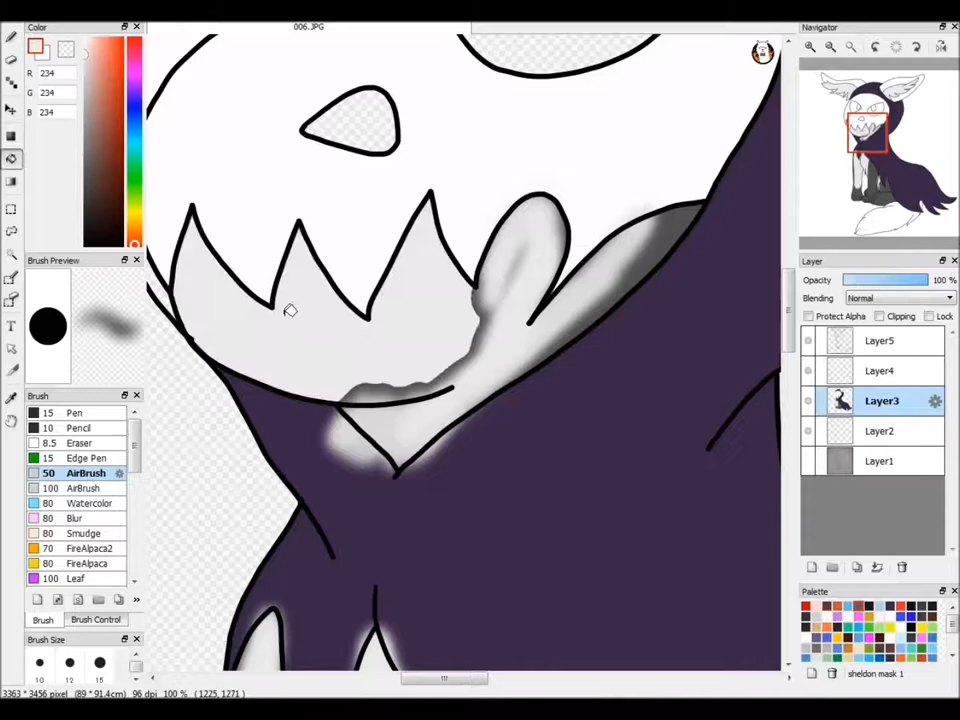 Color
006.JPG
Navigator
R 234
G 234
B 234
Brush Preview
Layer
Opacity 100 %
Blending Normal
Protect Alpha Clipping Lock
Layer5
Layer4
Layer3
Layer2
Layer1
Brush
15 Pen
10 Pencil
8.5 Eraser
15 Edge Pen
50 AirBrush
100 AirBrush
80 Watercolor
80 Blur
80 Smudge
70 FireAlpaca2
80 FireAlpaca
100 Leaf
Brush Brush Control
Brush Size
10 12 15
Palette
sheldon mask 1
3363 * 3456 pixel (89 * 91.4cm) 96 dpi 100 % (1225, 1271)